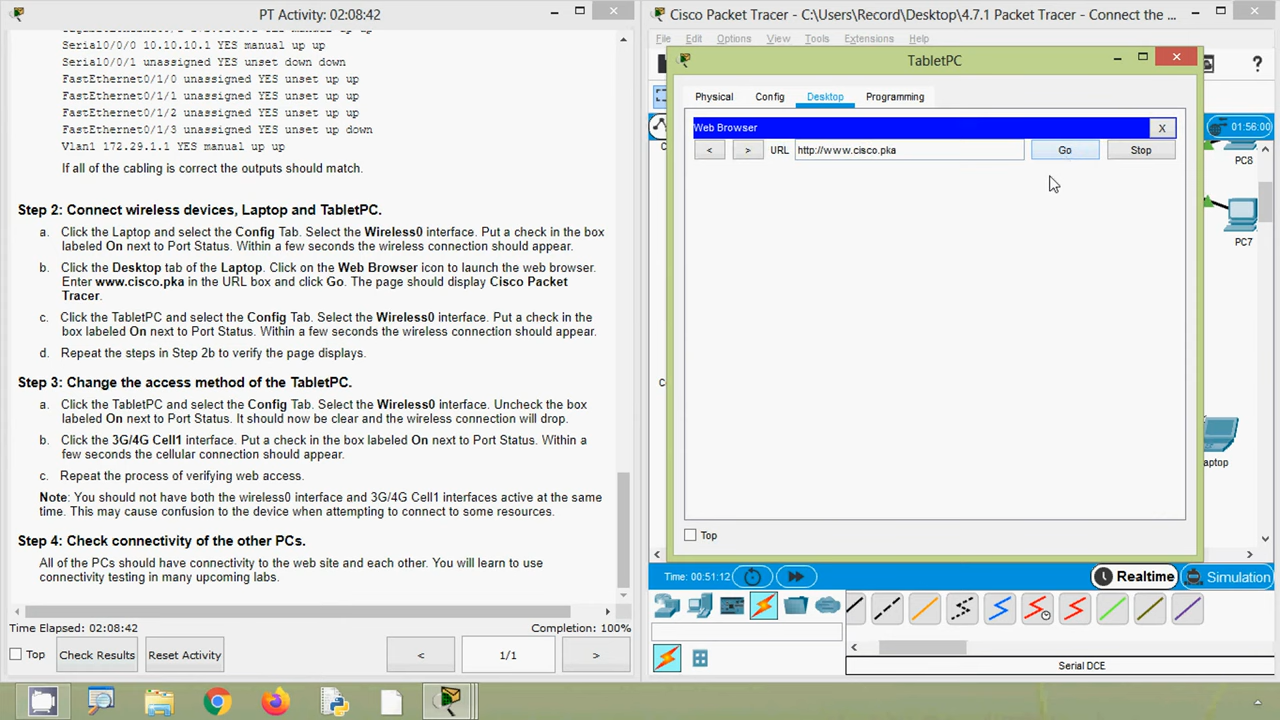 PT Activity: 02:08:42
Serial0/0/0 10.10.10.1 YES manual up up
Serial0/0/1 unassigned YES unset down down
FastEthernet0/1/0 unassigned YES unset up up
FastEthernet0/1/1 unassigned YES unset up up
FastEthernet0/1/2 unassigned YES unset up up
FastEthernet0/1/3 unassigned YES unset up down
Vlan1 172.29.1.1 YES manual up up
If all of the cabling is correct the outputs should match.
Step 2: Connect wireless devices, Laptop and TabletPC.
a. Click the Laptop and select the Config Tab. Select the Wireless0 interface. Put a check in the box
labeled On next to Port Status. Within a few seconds the wireless connection should appear.
b. Click the Desktop tab of the Laptop. Click on the Web Browser icon to launch the web browser.
Enter www.cisco.pka in the URL box and click Go. The page should display Cisco Packet
Tracer.
c. Click the TabletPC and select the Config Tab. Select the Wireless0 interface. Put a check in the
box labeled On next to Port Status. Within a few seconds the wireless connection should appear.
d. Repeat the steps in Step 2b to verify the page displays.
Step 3: Change the access method of the TabletPC.
a. Click the TabletPC and select the Config Tab. Select the Wireless0 interface. Uncheck the box
labeled On next to Port Status. It should now be clear and the wireless connection will drop.
b. Click the 3G/4G Cell1 interface. Put a check in the box labeled On next to Port Status. Within a
few seconds the cellular connection should appear.
c. Repeat the process of verifying web access.
Note: You should not have both the wireless0 interface and 3G/4G Cell1 interfaces active at the same
time. This may cause confusion to the device when attempting to connect to some resources.
Step 4: Check connectivity of the other PCs.
All of the PCs should have connectivity to the web site and each other. You will learn to use
connectivity testing in many upcoming labs.
Time Elapsed: 02:08:42 Completion: 100%
Top Check Results Reset Activity < 1/1 >
Cisco Packet Tracer - C:\Users\Record\Desktop\4.7.1 Packet Tracer - Connect the ...
File Edit Options View Tools Extensions Help
TabletPC
Physical Config Desktop Programming
Web Browser X
< > URL http://www.cisco.pka Go Stop
Top
01:56:00
PC8
PC7
aptop
Time: 00:51:12 Realtime Simulation
Serial DCE